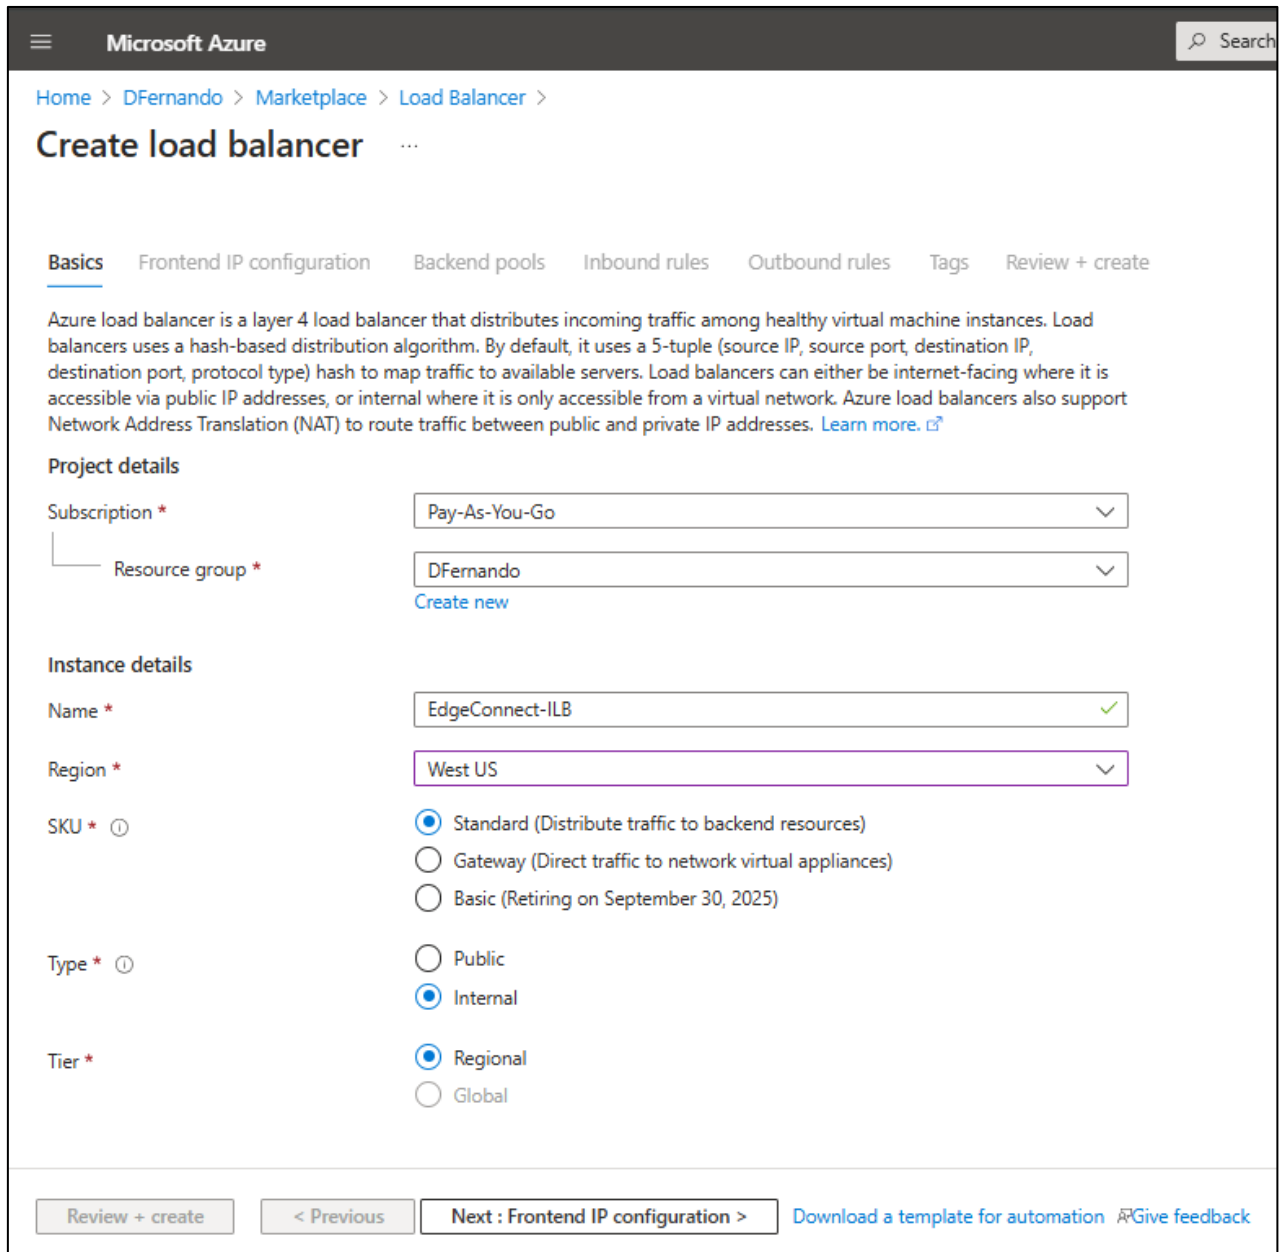 Microsoft Azure
Search
Home > DFernando > Marketplace > Load Balancer >
Create load balancer ...
Basics Frontend IP configuration Backend pools Inbound rules Outbound rules Tags Review + create
Azure load balancer is a layer 4 load balancer that distributes incoming traffic among healthy virtual machine instances. Load
balancers uses a hash-based distribution algorithm. By default, it uses a 5-tuple (source IP, source port, destination IP,
destination port, protocol type) hash to map traffic to available servers. Load balancers can either be internet-facing where it is
accessible via public IP addresses, or internal where it is only accessible from a virtual network. Azure load balancers also support
Network Address Translation (NAT) to route traffic between public and private IP addresses. Learn more.
Project details
Subscription * Pay-As-You-Go
Resource group * DFernando
Create new
Instance details
Name * EdgeConnect-ILB
Region * West US
SKU * Standard (Distribute traffic to backend resources)
Gateway (Direct traffic to network virtual appliances)
Basic (Retiring on September 30, 2025)
Type * Public
Internal
Tier * Regional
Global
Review + create < Previous Next : Frontend IP configuration > Download a template for automation Give feedback